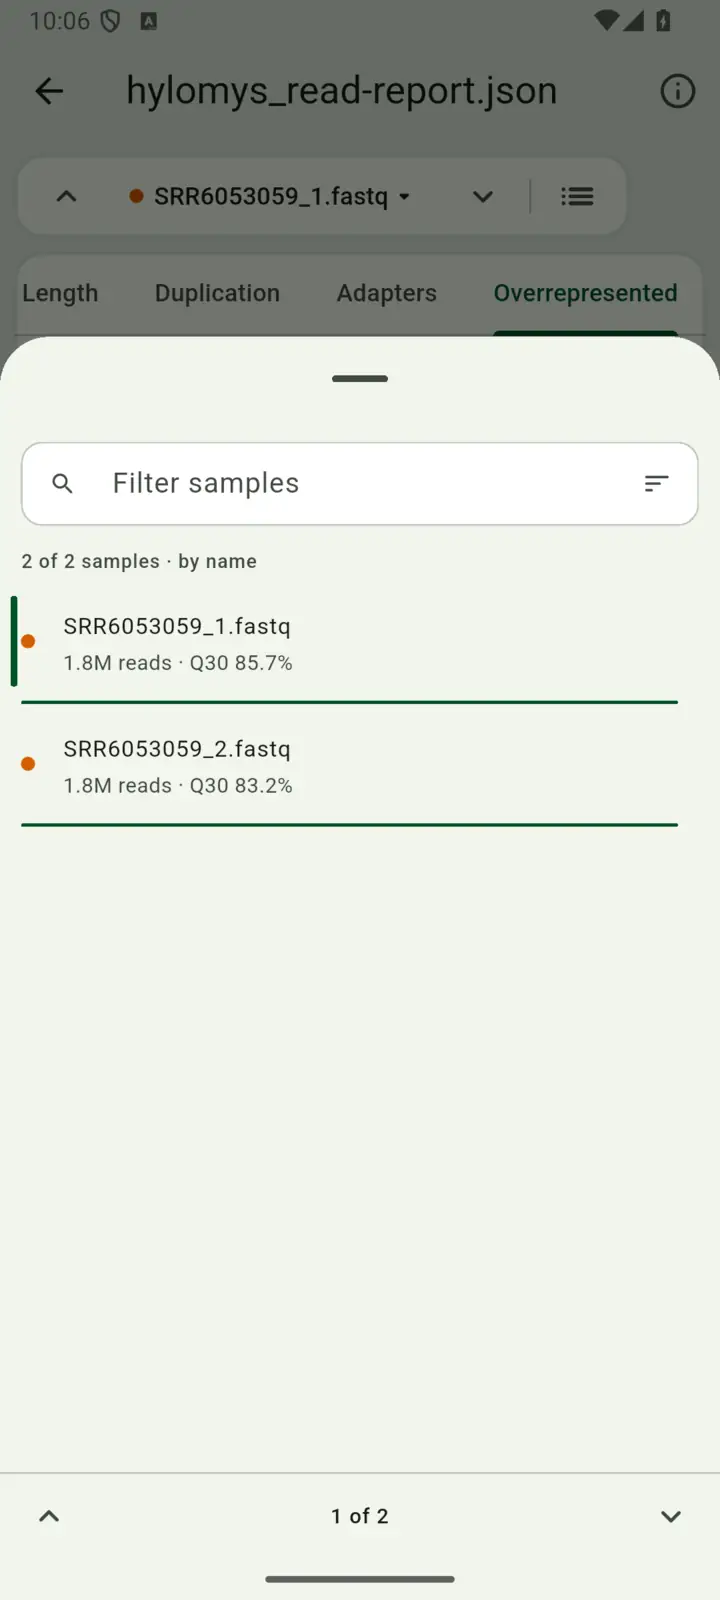 10:06
hylomys_read-report.json
SRR6053059_1.fastq
Length Duplication Adapters Overrepresented
Filter samples
2 of 2 samples · by name
SRR6053059_1.fastq
1.8M reads · Q30 85.7%
SRR6053059_2.fastq
1.8M reads · Q30 83.2%
1 of 2